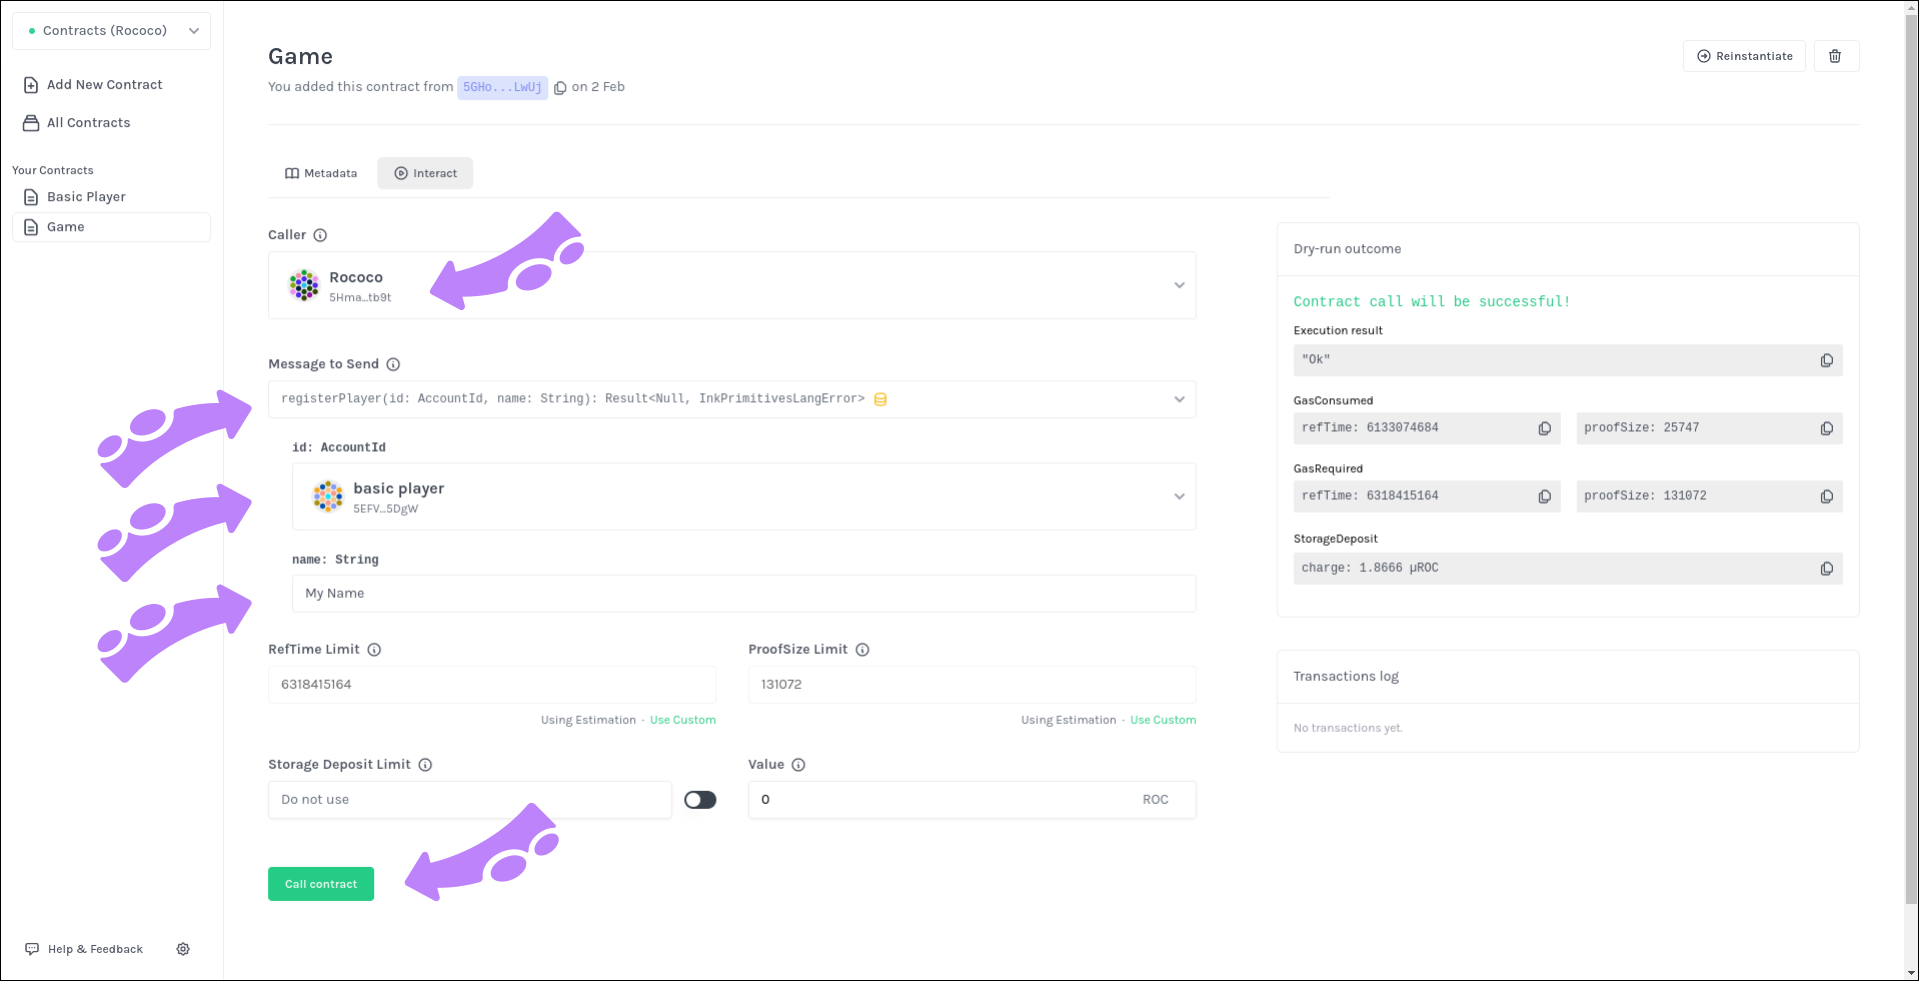 Contracts (Rococo)
Add New Contract
All Contracts
Your Contracts
Basic Player
Game
Help & Feedback
Game
You added this contract from 5GHo...LwUj on 2 Feb
Reinstantiate
Metadata
Interact
Caller
Rococo
5Hma...tb9t
Message to Send
registerPlayer(id: AccountId, name: String): Result<Null, InkPrimitivesLangError>
id: AccountId
basic player
5EFV...5DgW
name: String
My Name
RefTime Limit
6318415164
Using Estimation · Use Custom
ProofSize Limit
131072
Using Estimation · Use Custom
Storage Deposit Limit
Do not use
Value
0 ROC
Call contract
Dry-run outcome
Contract call will be successful!
Execution result
"Ok"
GasConsumed
refTime: 6133074684
proofSize: 25747
GasRequired
refTime: 6318415164
proofSize: 131072
StorageDeposit
charge: 1.8666 µROC
Transactions log
No transactions yet.